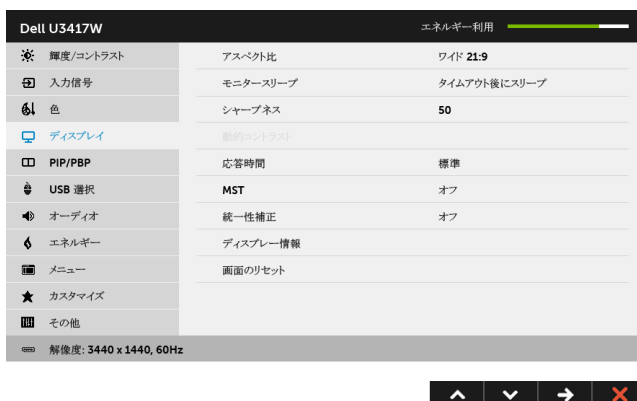 Dell U3417W エネルギー利用
輝度/コントラスト アスペクト比 ワイド 21:9
入力信号 モニタースリープ タイムアウト後にスリープ
色 シャープネス 50
ディスプレイ 動的コントラスト
PIP/PBP 応答時間 標準
USB 選択 MST オフ
オーディオ 統一性補正 オフ
エネルギー ディスプレー情報
メニュー 画面のリセット
カスタマイズ
その他
解像度: 3440 x 1440, 60Hz